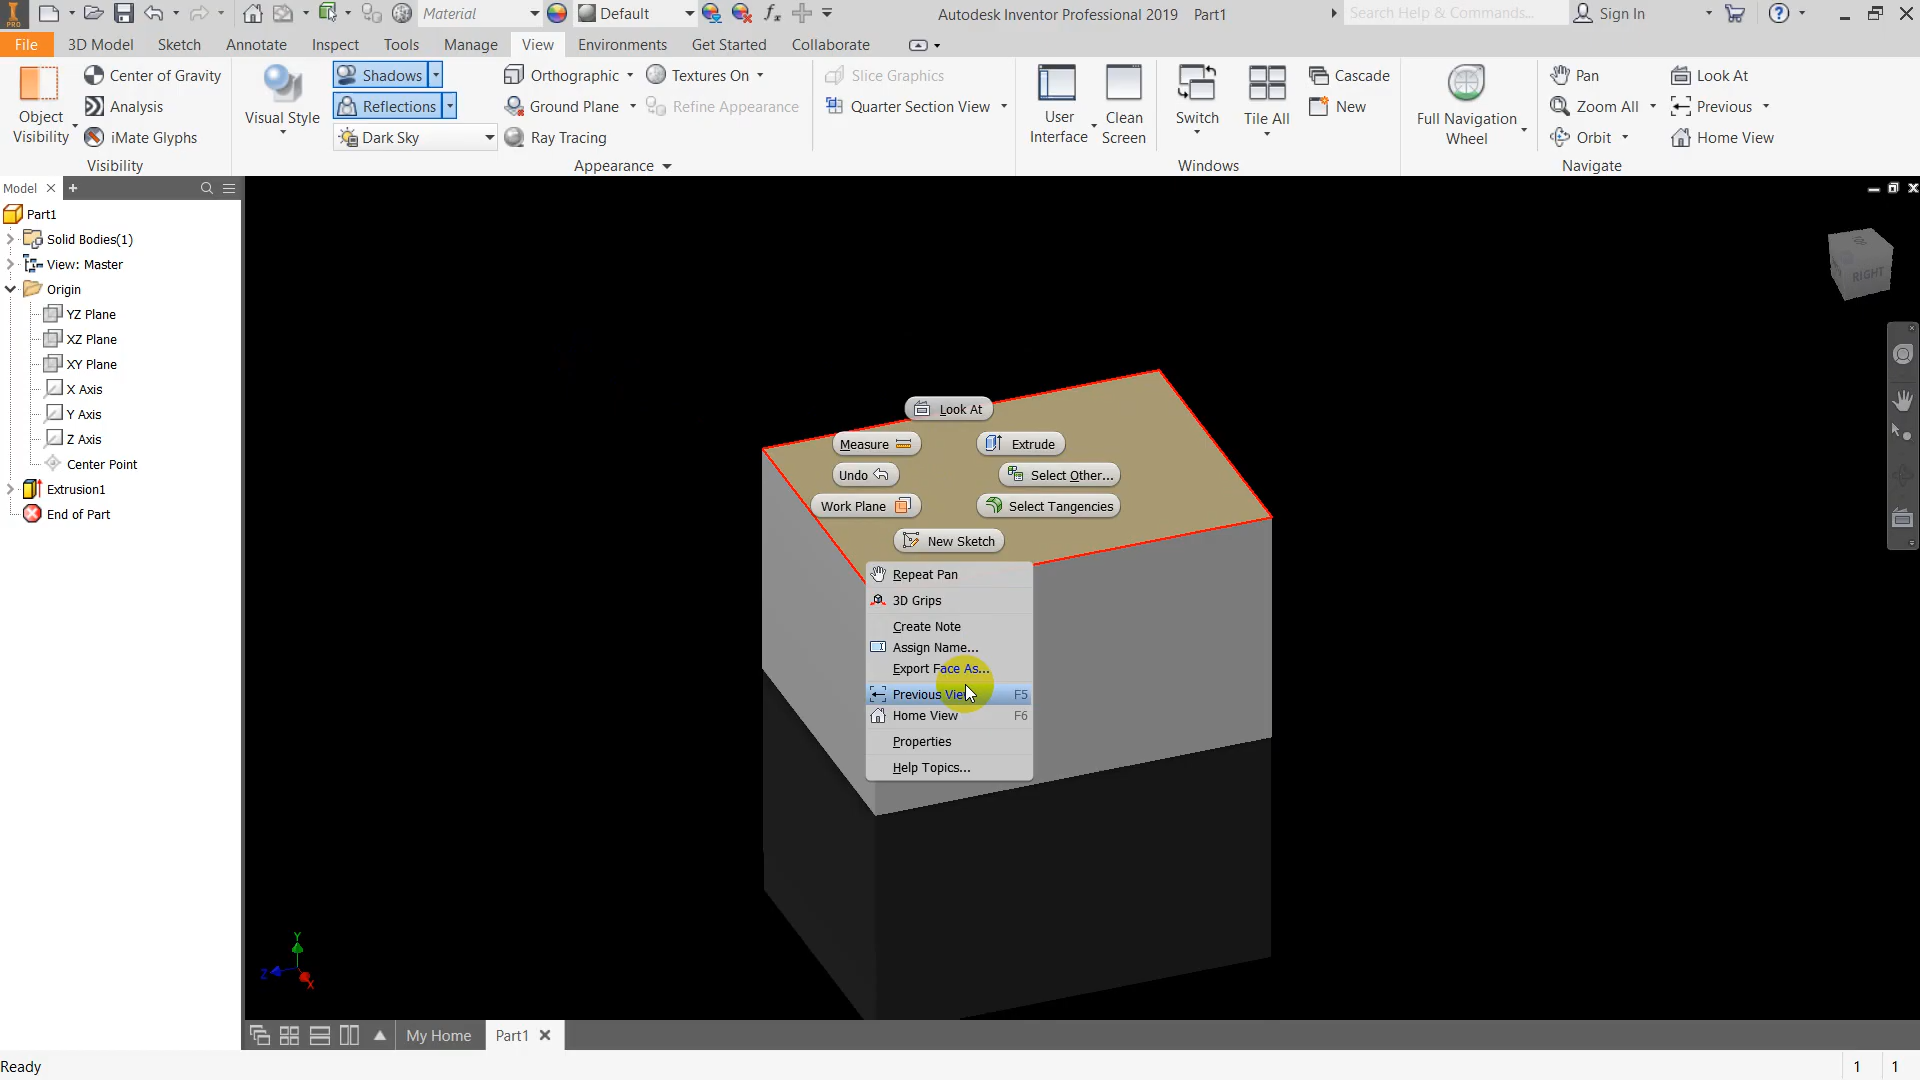 PRO
Material
Default
Autodesk Inventor Professional 2019 Part1
Search Help & Commands...
Sign In
File
3D Model
Sketch
Annotate
Inspect
Tools
Manage
View
Environments
Get Started
Collaborate
Object
Visibility
Center of Gravity
Analysis
iMate Glyphs
Visibility
Visual Style
Shadows
Reflections
Dark Sky
Orthographic
Ground Plane
Ray Tracing
Textures On
Refine Appearance
Appearance
Slice Graphics
Quarter Section View
User
Interface
Clean
Screen
Switch
Tile All
Cascade
New
Windows
Full Navigation
Wheel
Pan
Zoom All
Orbit
Look At
Previous
Home View
Navigate
Model
Part1
Solid Bodies(1)
View: Master
Origin
YZ Plane
XZ Plane
XY Plane
X Axis
Y Axis
Z Axis
Center Point
Extrusion1
End of Part
RIGHT
Look At
Measure
Extrude
Undo
Select Other...
Work Plane
Select Tangencies
New Sketch
Repeat Pan
3D Grips
Create Note
Assign Name...
Export Face As...
Previous View F5
Home View F6
Properties
Help Topics...
Y
Z
X
My Home
Part1
Ready
1 1